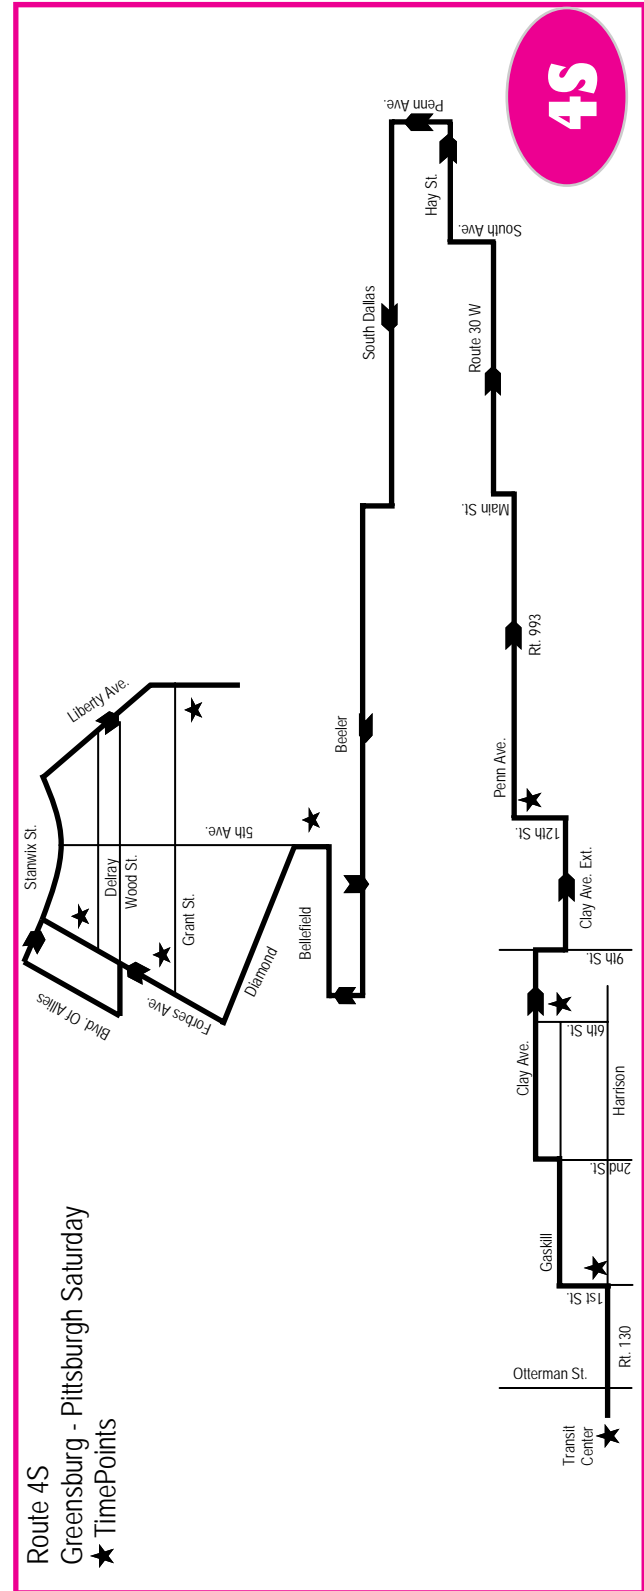 Route 4S
Greensburg - Pittsburgh Saturday
TimePoints
4S
Stanwix St.
Liberty Ave.
Blvd. Of Allies
Forbes Ave.
Delray
Wood St.
Grant St.
5th Ave.
Diamond
Bellefield
Beeler
South Dallas
Penn Ave.
Hay St.
South Ave.
Route 30 W
Main St.
Rt. 993
Penn Ave.
12th St.
Clay Ave. Ext.
9th St.
Clay Ave.
6th St.
Harrison
2nd St.
Gaskill
1st St.
Rt. 130
Otterman St.
Transit
Center